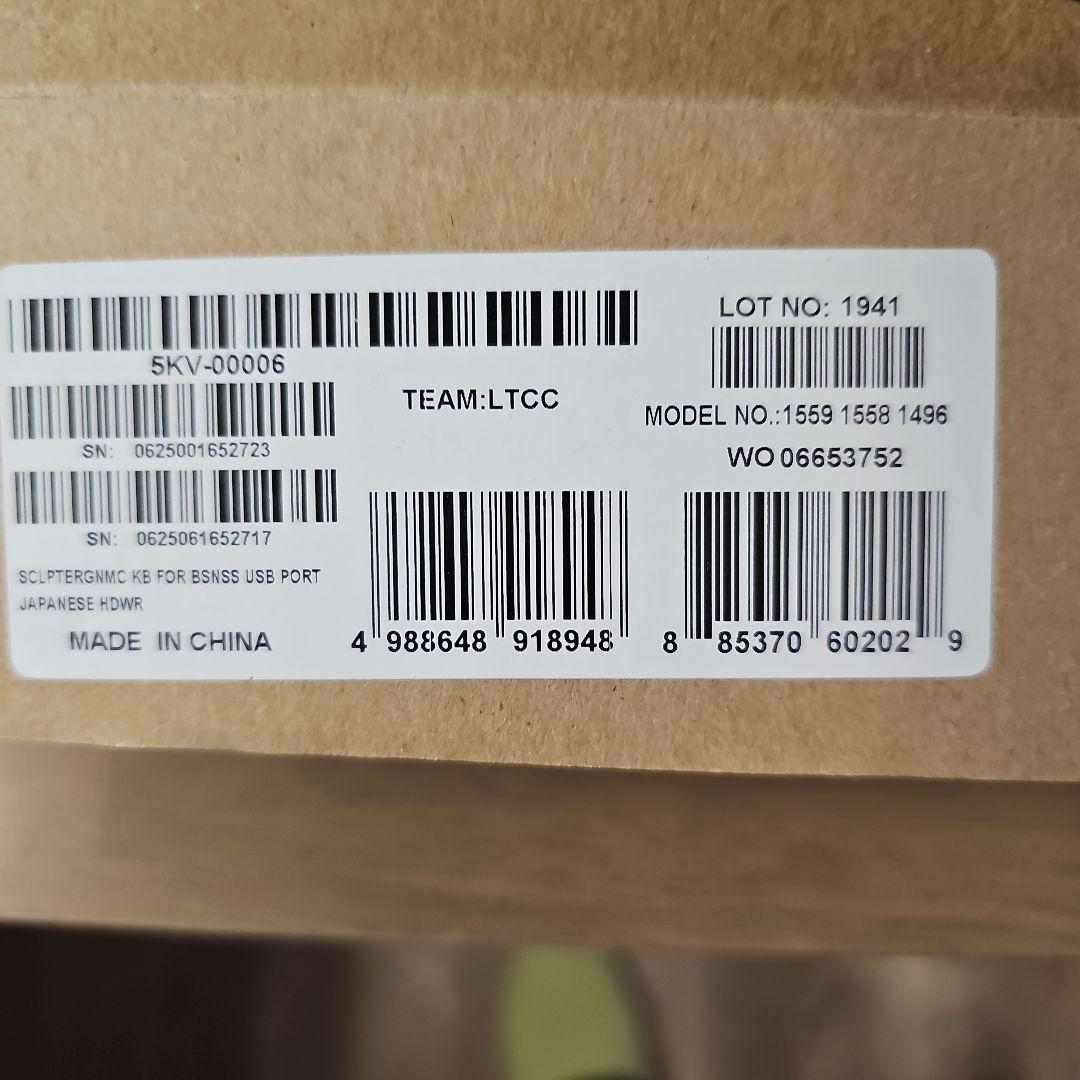 5KV-00006
SN: 0625001652723
SN: 0625061652717
SCLPTERGNMC KB FOR BSNSS USB PORT
JAPANESE HDWR
MADE IN CHINA
TEAM:LTCC
4 988648 918948
LOT NO: 1941
MODEL NO.:1559 1558 1496
WO 06653752
8 85370 60202 9